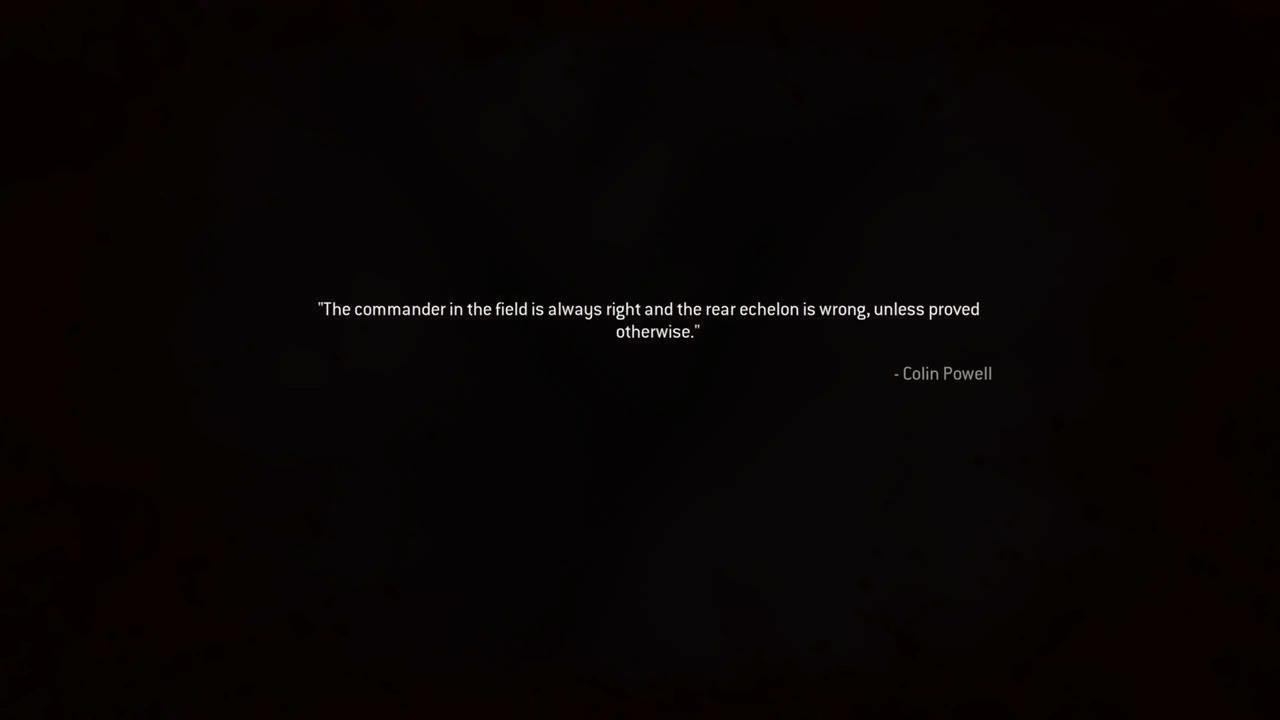 "The commander in the field is always right and the rear echelon is wrong, unless proved
otherwise."
- Colin Powell